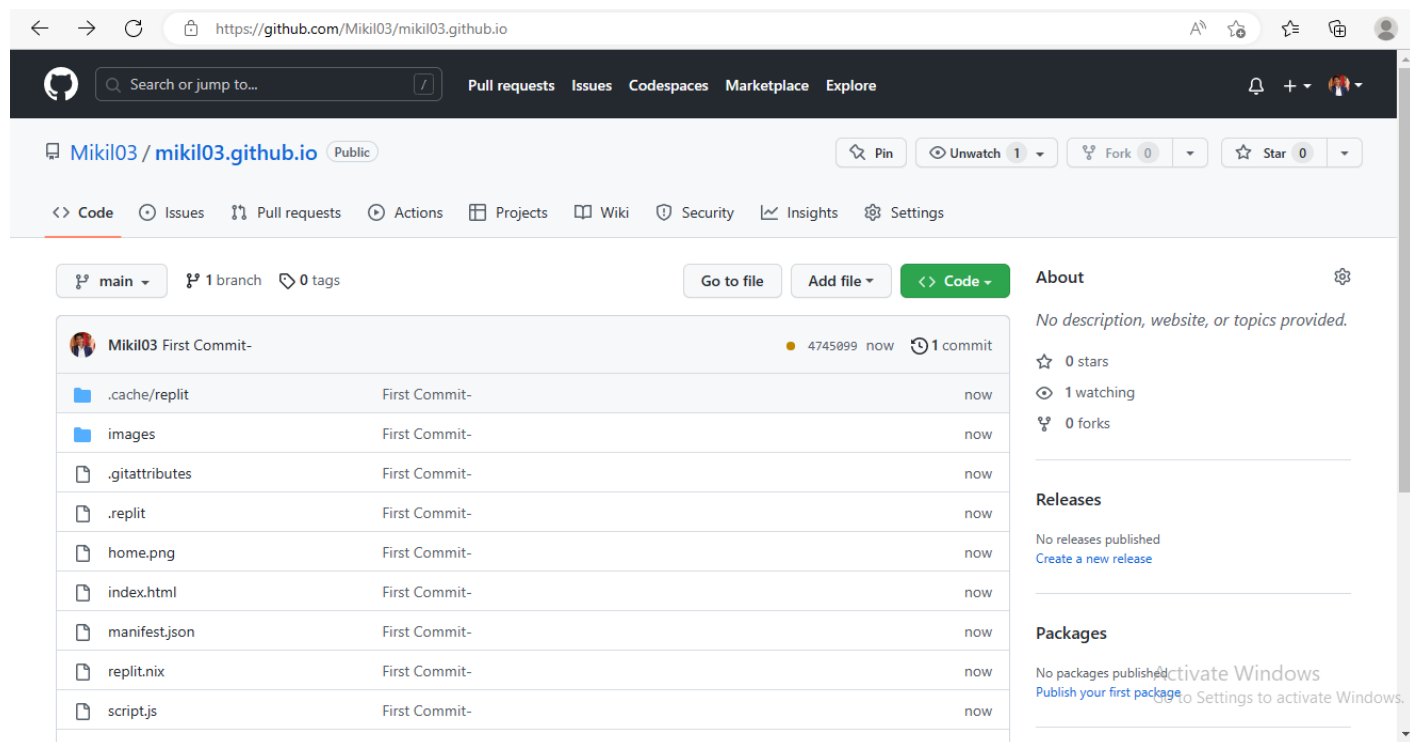 https://github.com/Mikil03/mikil03.github.io
Search or jump to... / Pull requests Issues Codespaces Marketplace Explore
Mikil03 / mikil03.github.io Public Pin Unwatch 1 Fork 0 Star 0
<> Code Issues Pull requests Actions Projects Wiki Security Insights Settings
main 1 branch 0 tags Go to file Add file <> Code
Mikil03 First Commit- 4745099 now 1 commit
.cache/replit First Commit- now
images First Commit- now
.gitattributes First Commit- now
.replit First Commit- now
home.png First Commit- now
index.html First Commit- now
manifest.json First Commit- now
replit.nix First Commit- now
script.js First Commit- now
About
No description, website, or topics provided.
0 stars
1 watching
0 forks
Releases
No releases published
Create a new release
Packages
No packages published
Publish your first package
Activate Windows
Go to Settings to activate Windows.